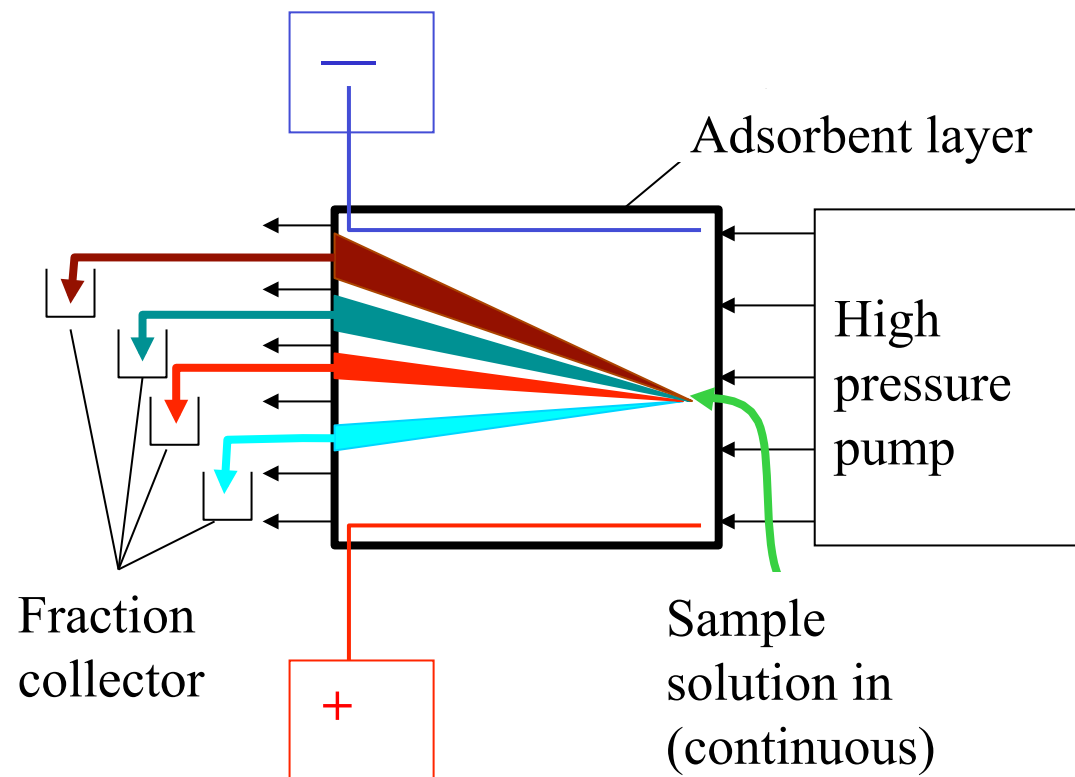 —
Adsorbent layer
High
pressure
pump
Fraction
collector
Sample
solution in
(continuous)
+